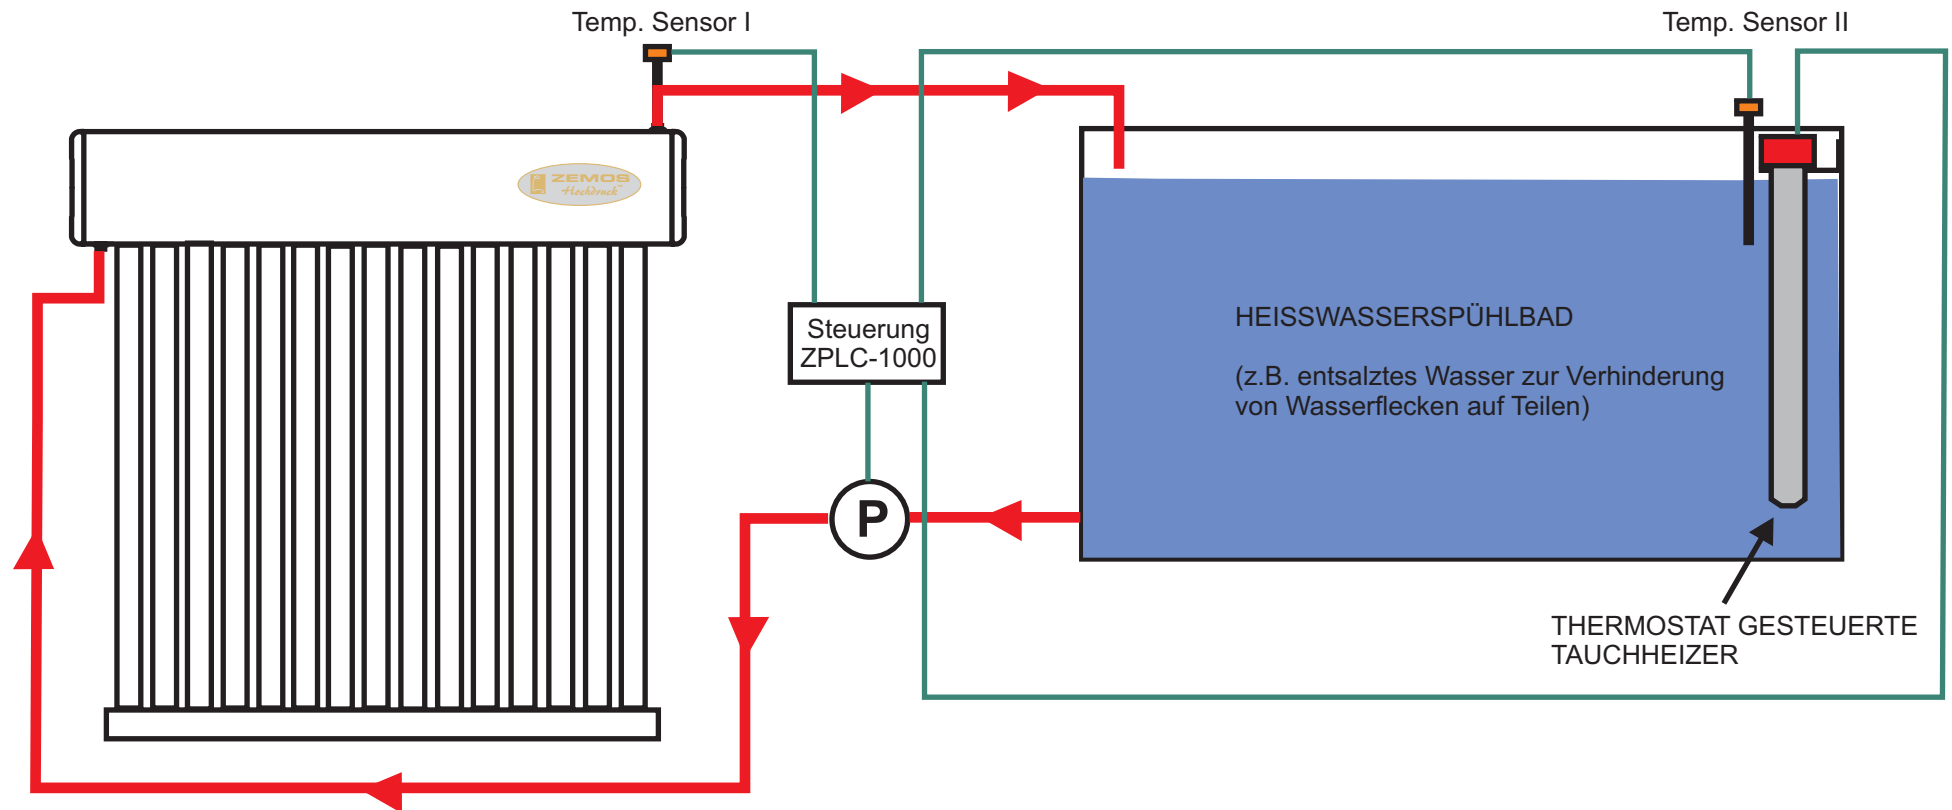 Temp. Sensor I
Temp. Sensor II
ZEMOS
Hochdruck™
Steuerung
ZPLC-1000
HEISSWASSERSPÜHLBAD
(z.B. entsalztes Wasser zur Verhinderung
von Wasserflecken auf Teilen)
P
THERMOSTAT GESTEUERTE
TAUCHHEIZER